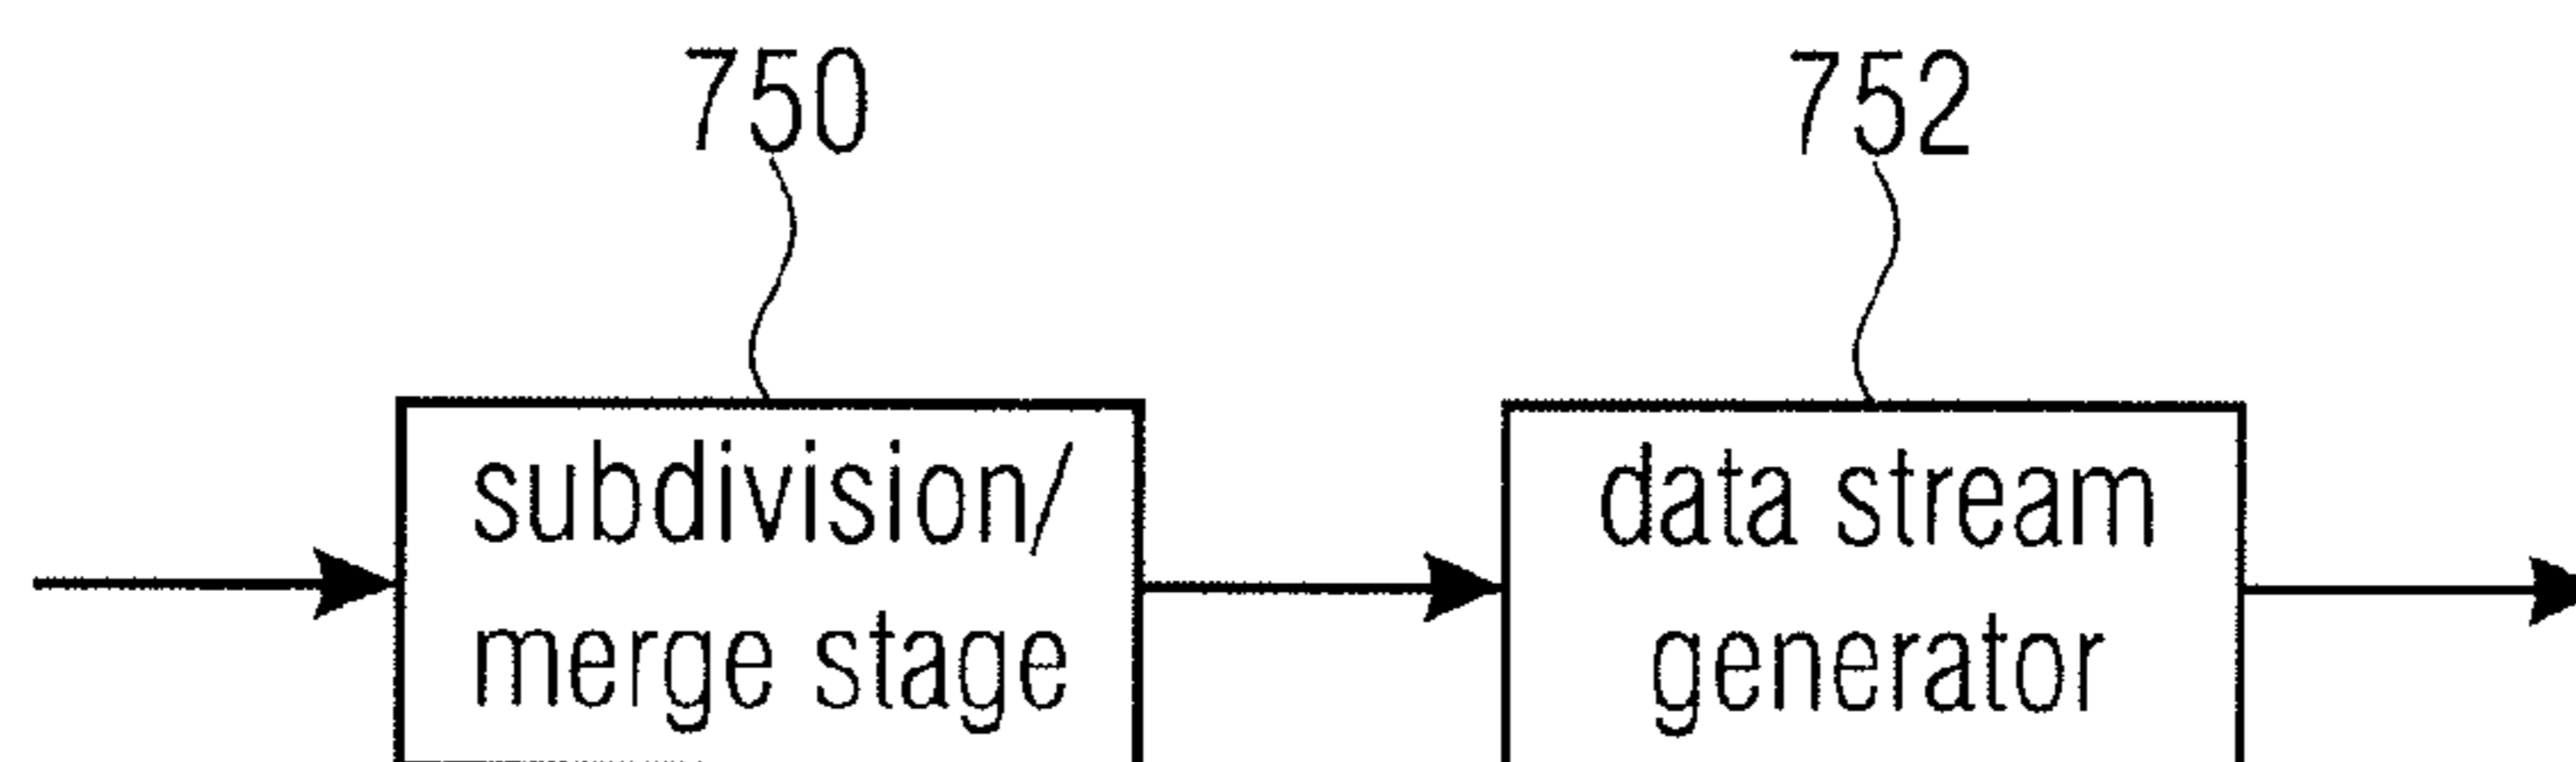 750
752
subdivision/
merge stage
data stream
generator